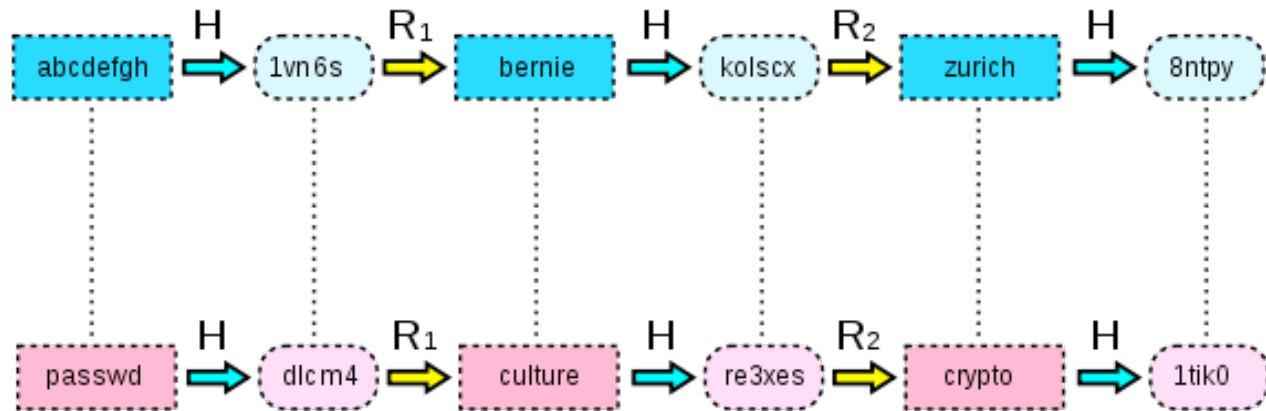 H R1 H R2 H
abcdefgh 1vn6s bernie kolscx zurich 8ntpy
H R1 H R2 H
passwd dlcm4 culture re3xes crypto 1tik0